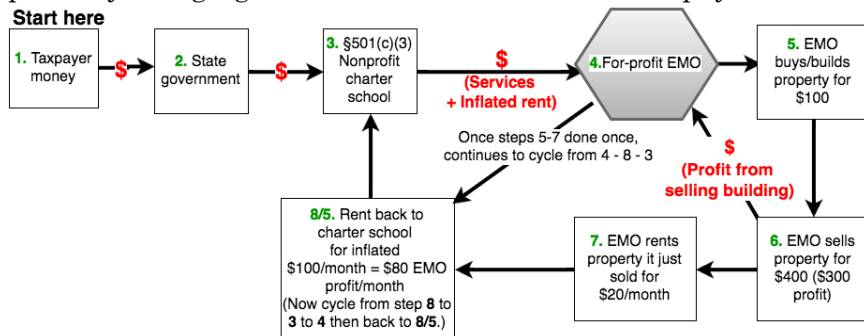 Start here
1. Taxpayer
money
$
2. State
government
$
3. §501(c)(3)
Nonprofit
charter
school
$
(Services
+ Inflated rent)
4.For-profit EMO
5. EMO
buys/builds
property for
$100
Once steps 5-7 done once,
continues to cycle from 4 - 8 - 3
$
(Profit from
selling building)
6. EMO sells
property for
$400 ($300
profit)
7. EMO rents
property it just
sold for
$20/month
8/5. Rent back to
charter school
for inflated
$100/month = $80 EMO
profit/month
(Now cycle from step 8 to
3 to 4 then back to 8/5.)